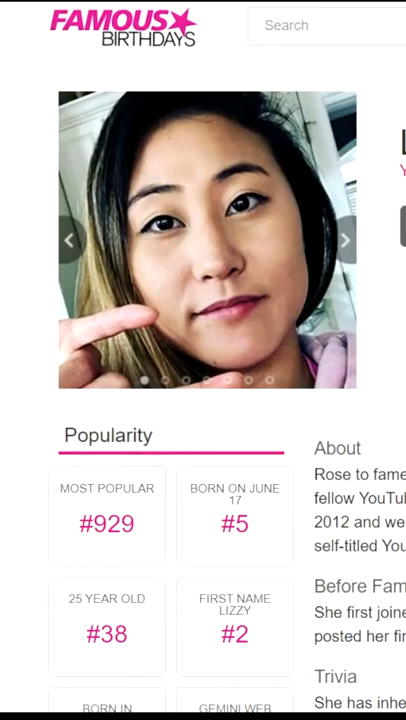 FAMOUS
BIRTHDAYS
Search
L
Y
Popularity
MOST POPULAR
#929
BORN ON JUNE
17
#5
25 YEAR OLD
#38
FIRST NAME
LIZZY
#2
BORN IN
GEMINI WEB
About
Rose to fame
fellow YouTub
2012 and we
self-titled You
Before Fam
She first joine
posted her fir
Trivia
She has inhe